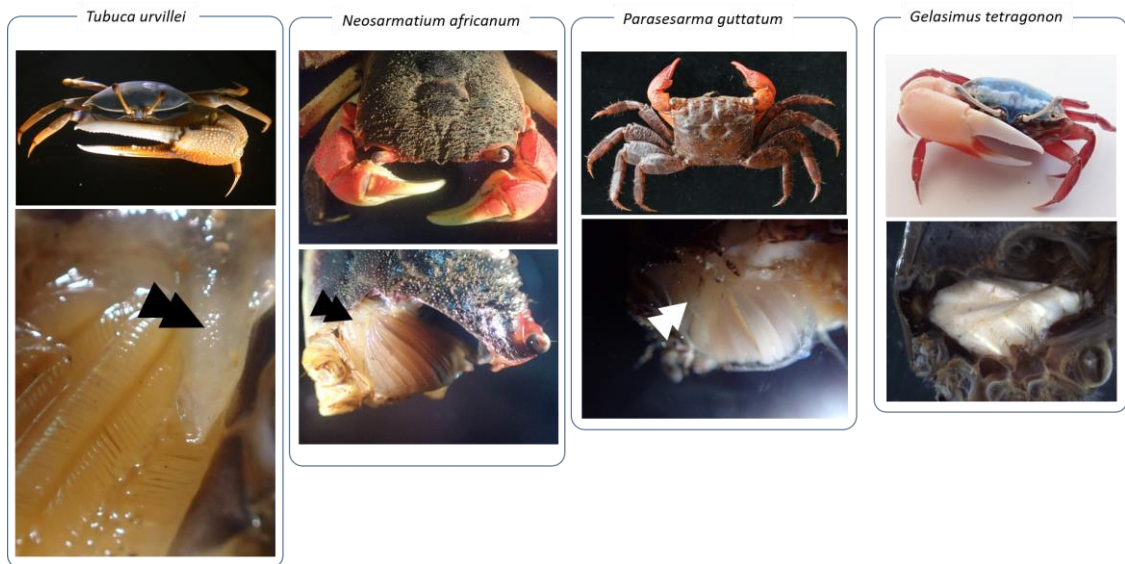 Tubuca urvillei
Neosarmatium africanum
Parasesarma guttatum
Gelasimus tetragonon